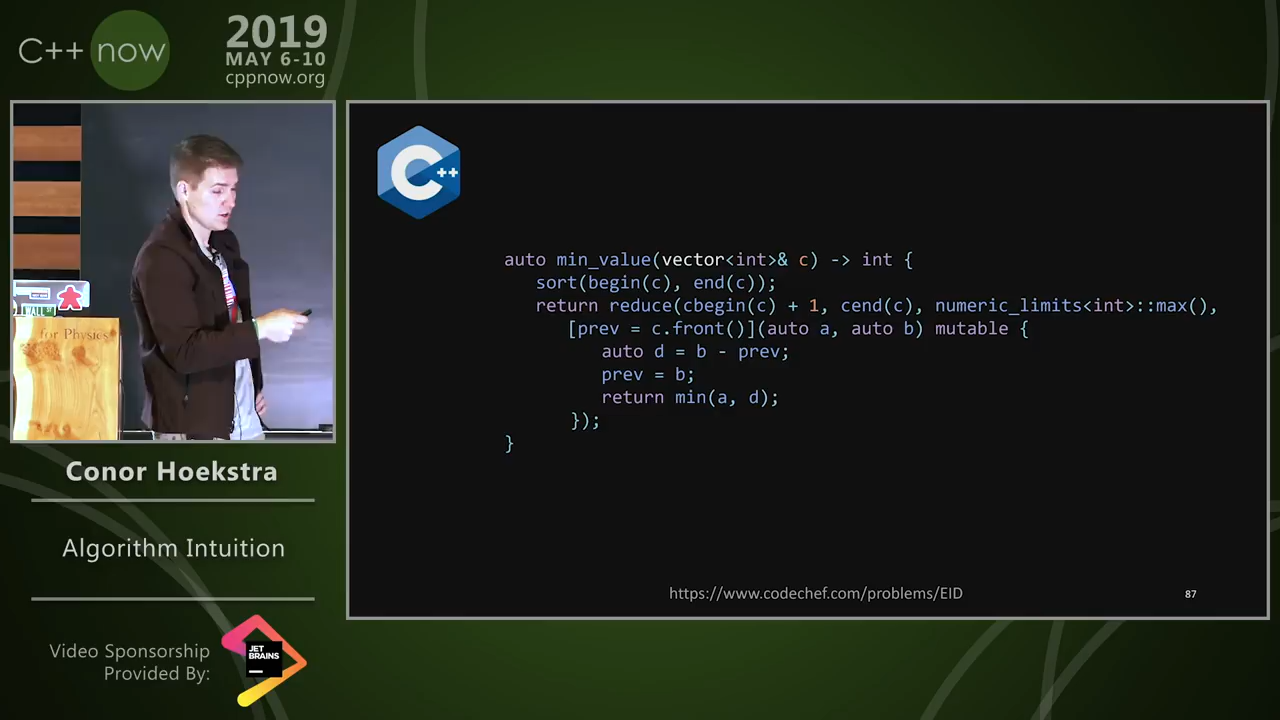 C++ now
2019
MAY 6-10
cppnow.org
for Physics
C++
auto min_value(vector<int>& c) -> int {
sort(begin(c), end(c));
return reduce(cbegin(c) + 1, cend(c), numeric_limits<int>::max(),
[prev = c.front()](auto a, auto b) mutable {
auto d = b - prev;
prev = b;
return min(a, d);
});
}
https://www.codechef.com/problems/EID
87
Conor Hoekstra
Algorithm Intuition
Video Sponsorship
Provided By:
JET
BRAINS